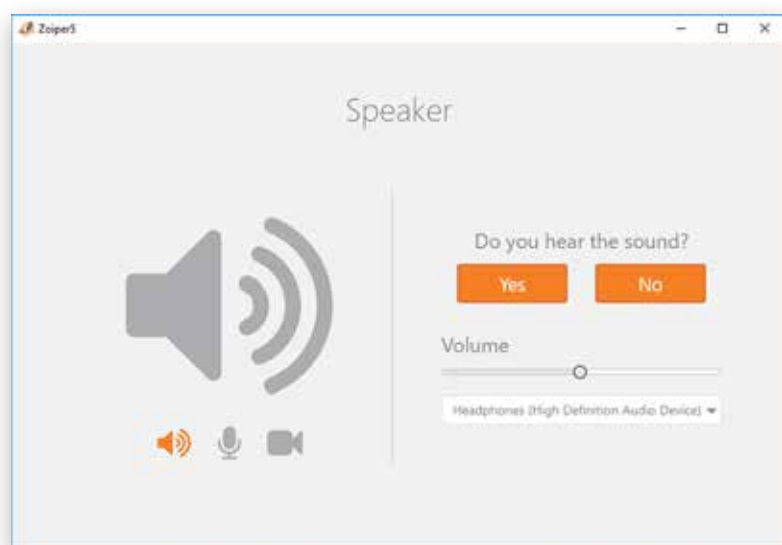 Zoiper5
Speaker
Do you hear the sound?
Yes No
Volume
Headphones (High Definition Audio Device)